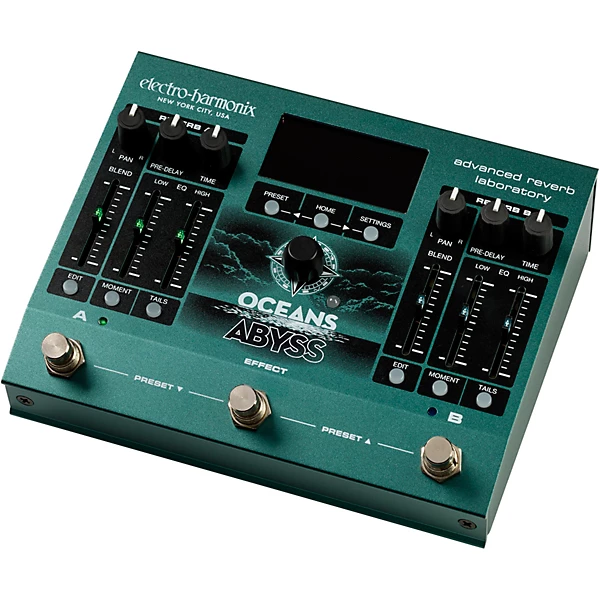 electro-harmonix
NEW YORK CITY, USA
REVERB A
L R
PAN
PRE-DELAY
TIME
BLEND
LOW EQ HIGH
EDIT
MOMENT
TAILS
A
PRESET
HOME
SETTINGS
OCEANS
ABYSS
EFFECT
advanced reverb
laboratory
REVERB B
L R
PAN
PRE-DELAY
TIME
BLEND
LOW EQ HIGH
EDIT
MOMENT
TAILS
B
PRESET ▼
PRESET ▲